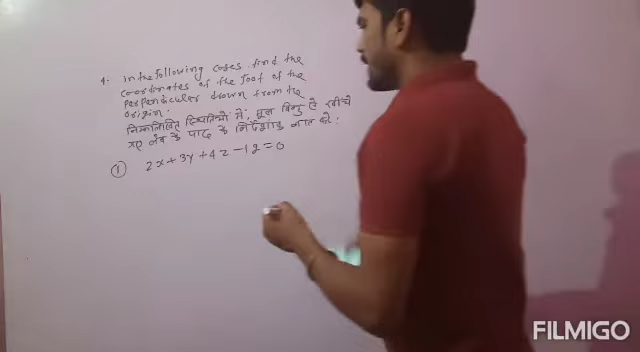 4. in the following cases, find the
coordinates of the foot of the
perpendicular drawn from the
origin.
निम्नलिखित स्थितियों में, मूल बिन्दु से खींचे
गए लंब के पाद के निर्देशांक ज्ञात करें :
① 2x+3y+4z-12=0
FILMIGO